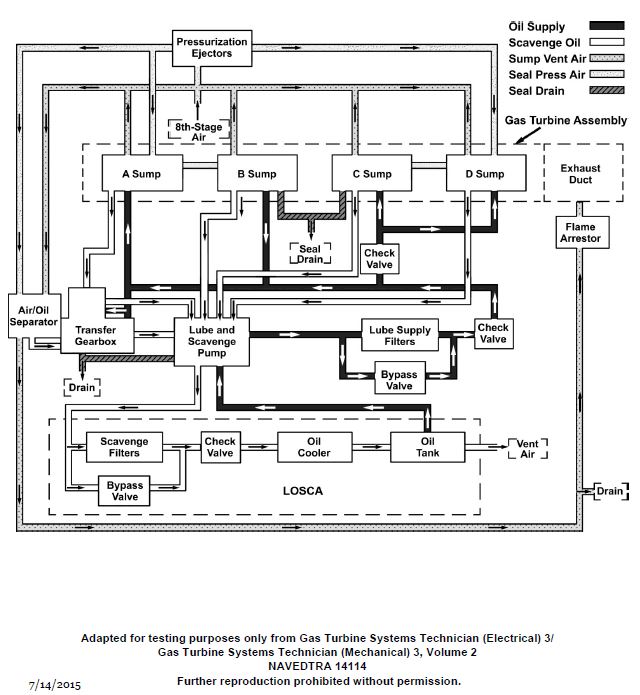 Oil Supply
Scavenge Oil
Sump Vent Air
Seal Press Air
Seal Drain
Pressurization
Ejectors
8th-Stage
Air
Gas Turbine Assembly
A Sump
B Sump
C Sump
D Sump
Exhaust
Duct
Seal
Drain
Check
Valve
Flame
Arrestor
Air/Oil
Separator
Transfer
Gearbox
Lube and
Scavenge
Pump
Lube Supply
Filters
Check
Valve
Bypass
Valve
Drain
Scavenge
Filters
Check
Valve
Oil
Cooler
Oil
Tank
Vent
Air
Bypass
Valve
LOSCA
Drain
Adapted for testing purposes only from Gas Turbine Systems Technician (Electrical) 3/
Gas Turbine Systems Technician (Mechanical) 3, Volume 2
NAVEDTRA 14114
Further reproduction prohibited without permission.
7/14/2015